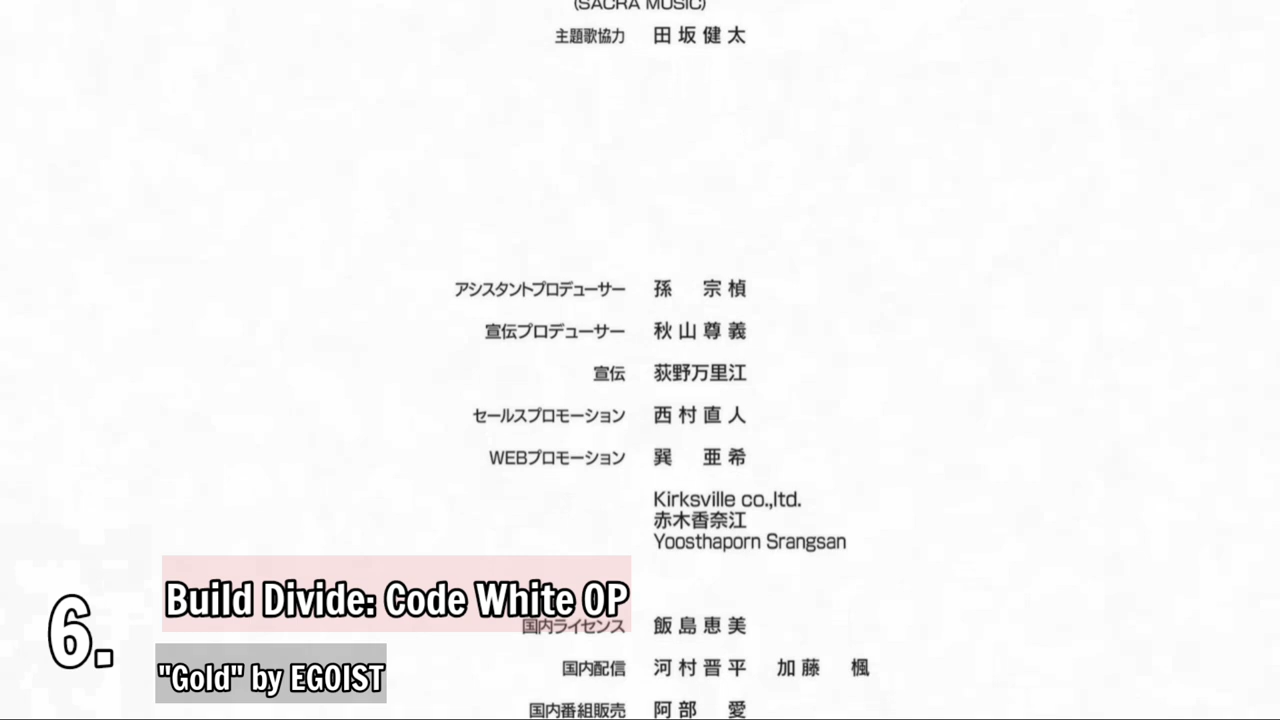 (SACRA MUSIC)
主題歌協力 田坂健太
アシスタントプロデューサー 孫 宗楨
宣伝プロデューサー 秋山尊義
宣伝 荻野万里江
セールスプロモーション 西村直人
WEBプロモーション 巽 亜希
Kirksville co.,ltd.
赤木香奈江
Yoosthaporn Srangsan
6.
Build Divide: Code White OP
国内ライセンス 飯島恵美
"Gold" by EGOIST
国内配信 河村晋平 加藤 楓
国内番組販売 阿部 愛